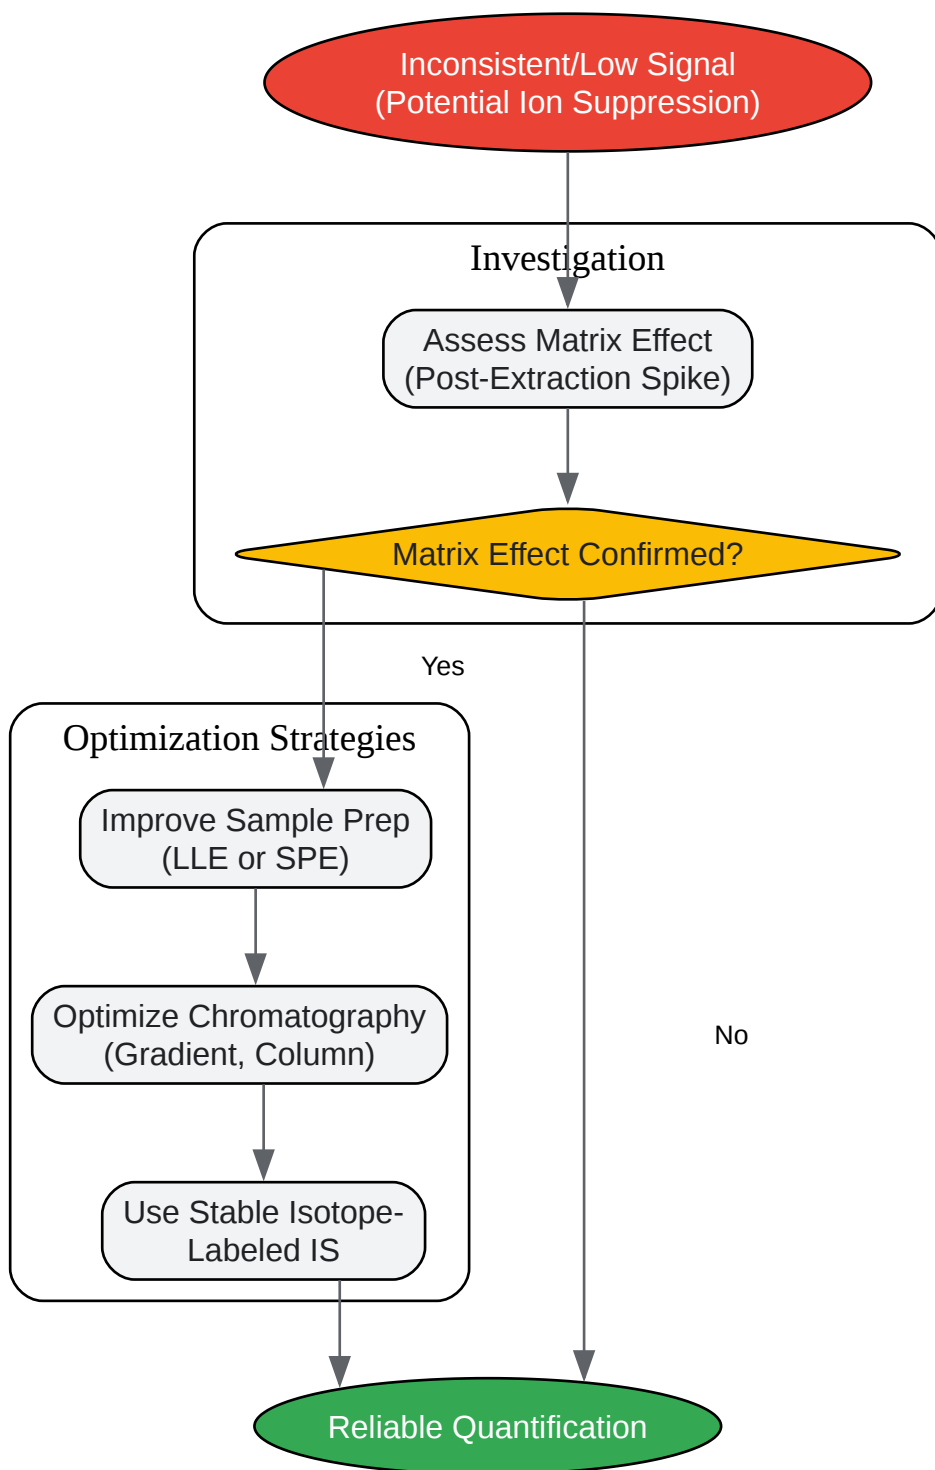 Inconsistent/Low Signal
(Potential Ion Suppression)
Investigation
Assess Matrix Effect
(Post-Extraction Spike)
Matrix Effect Confirmed?
Yes
Optimization Strategies
Improve Sample Prep
(LLE or SPE)
Optimize Chromatography
(Gradient, Column)
No
Use Stable Isotope-
Labeled IS
Reliable Quantification